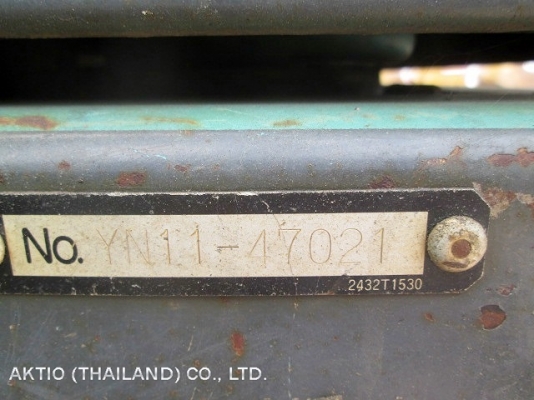 No. YN11-47021
2432T1530
AKTIO (THAILAND) CO., LTD.